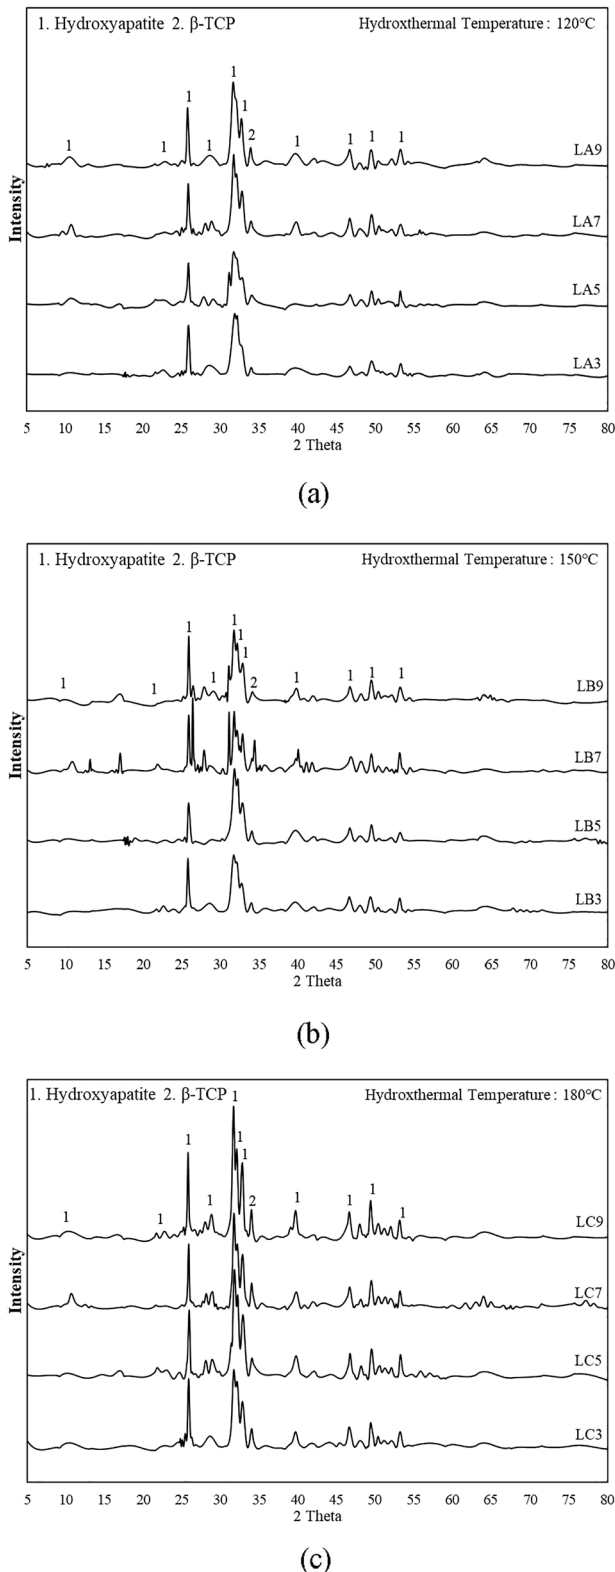 1. Hydroxyapatite 2. β-TCP Hydroxthermal Temperature : 120°C
1
1
1
2
1 1 1 1 1 1 1
LA9
LA7
LA5
LA3
Intensity
5 10 15 20 25 30 35 40 45 50 55 60 65 70 75 80
2 Theta
(a)
1. Hydroxyapatite 2. β-TCP Hydroxthermal Temperature : 150°C
1
1
1
1
1 1 1 2 1 1 1 1
LB9
LB7
LB5
LB3
Intensity
5 10 15 20 25 30 35 40 45 50 55 60 65 70 75 80
2 Theta
(b)
1. Hydroxyapatite 2. β-TCP Hydroxthermal Temperature : 180°C
1
1
1
1
1 1 1 2 1 1 1 1
LC9
LC7
LC5
LC3
Intensity
5 10 15 20 25 30 35 40 45 50 55 60 65 70 75 80
2 Theta
(c)